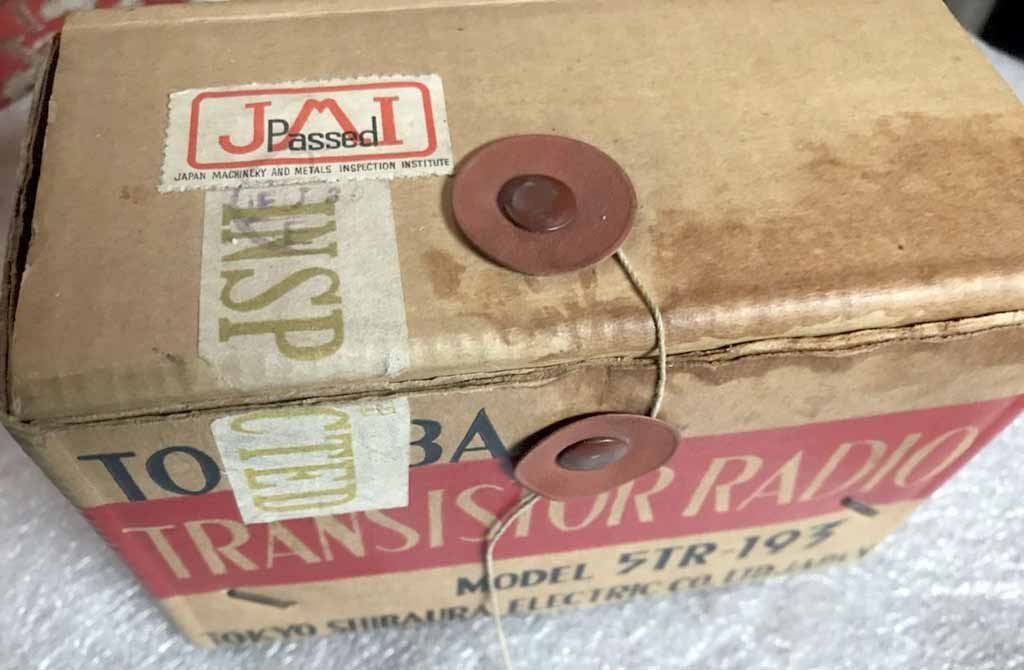 JMI
Passed
JAPAN MACHINERY AND METALS INSPECTION INSTITUTE
INSP
CTED
TO BA
TRANSISTOR RADIO
MODEL 5TR-193
TOKYO SHIBAURA ELECTRIC CO. LTD. JAPAN